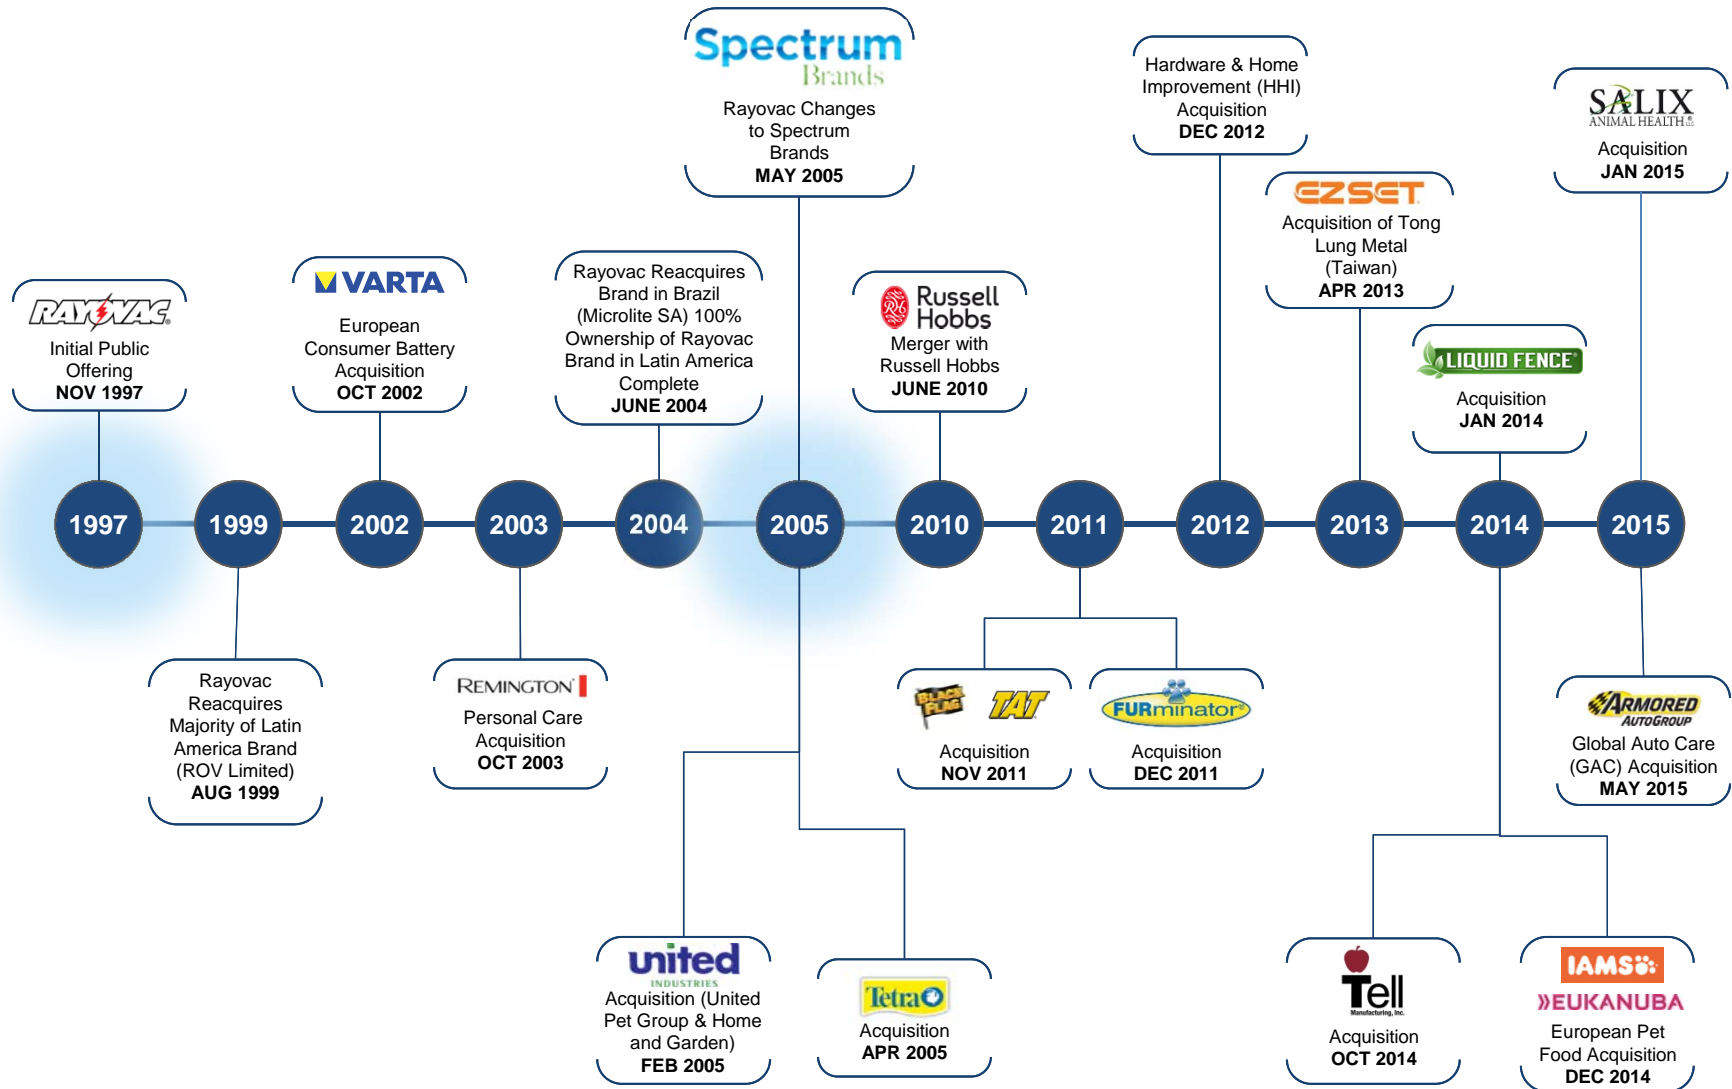 Spectrum
Brands
Rayovac Changes
to Spectrum
Brands
MAY 2005
Hardware & Home
Improvement (HHI)
Acquisition
DEC 2012
SALIX
ANIMAL HEALTH
Acquisition
JAN 2015
EZSET
Acquisition of Tong
Lung Metal
(Taiwan)
APR 2013
RAYOVAC
Initial Public
Offering
NOV 1997
VARTA
European
Consumer Battery
Acquisition
OCT 2002
Rayovac Reacquires
Brand in Brazil
(Microlite SA) 100%
Ownership of Rayovac
Brand in Latin America
Complete
JUNE 2004
RH
Russell
Hobbs
Merger with
Russell Hobbs
JUNE 2010
LIQUID FENCE®
Acquisition
JAN 2014
1997
1999
2002
2003
2004
2005
2010
2011
2012
2013
2014
2015
Rayovac
Reacquires
Majority of Latin
America Brand
(ROV Limited)
AUG 1999
REMINGTON
Personal Care
Acquisition
OCT 2003
BLACK
FLAG
TAT
Acquisition
NOV 2011
FURminator®
Acquisition
DEC 2011
ARMORED
AUTOGROUP
Global Auto Care
(GAC) Acquisition
MAY 2015
united
INDUSTRIES
Acquisition (United
Pet Group & Home
and Garden)
FEB 2005
Tetra
Acquisition
APR 2005
Tell
Manufacturing, Inc.
Acquisition
OCT 2014
IAMS
»EUKANUBA
European Pet
Food Acquisition
DEC 2014